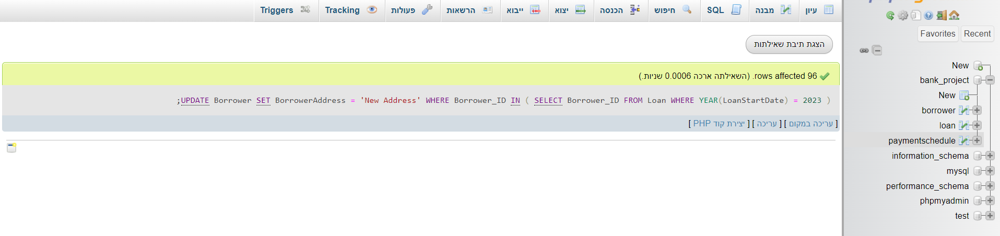 עיון מבנה SQL חיפוש הכנסה יצוא ייבוא הרשאות פעולות Tracking Triggers
הצגת תיבת שאילתות
96 rows affected. (השאילתה ארכה 0.0006 שניות.)
UPDATE Borrower SET BorrowerAddress = 'New Address' WHERE Borrower_ID IN ( SELECT Borrower_ID FROM Loan WHERE YEAR(LoanStartDate) = 2023 );
[ עריכה במקום ] [ עריכה ] [ יצירת קוד PHP ]
Recent Favorites
New
bank_project
New
borrower
loan
paymentschedule
information_schema
mysql
performance_schema
phpmyadmin
test